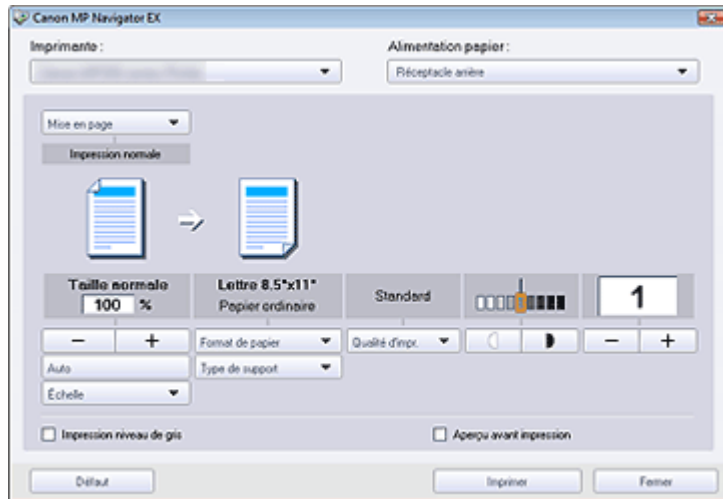 Canon MP Navigator EX
Imprimante :
Alimentation papier :
Réceptacle arrière
Mise en page
Impression normale
Taille normale
100 %
Lettre 8.5"x11"
Papier ordinaire
Standard
1
− +
Format de papier
Qualité d'impr.
− +
Auto
Type de support
Échelle
Impression niveau de gris
Aperçu avant impression
Défaut
Imprimer
Fermer